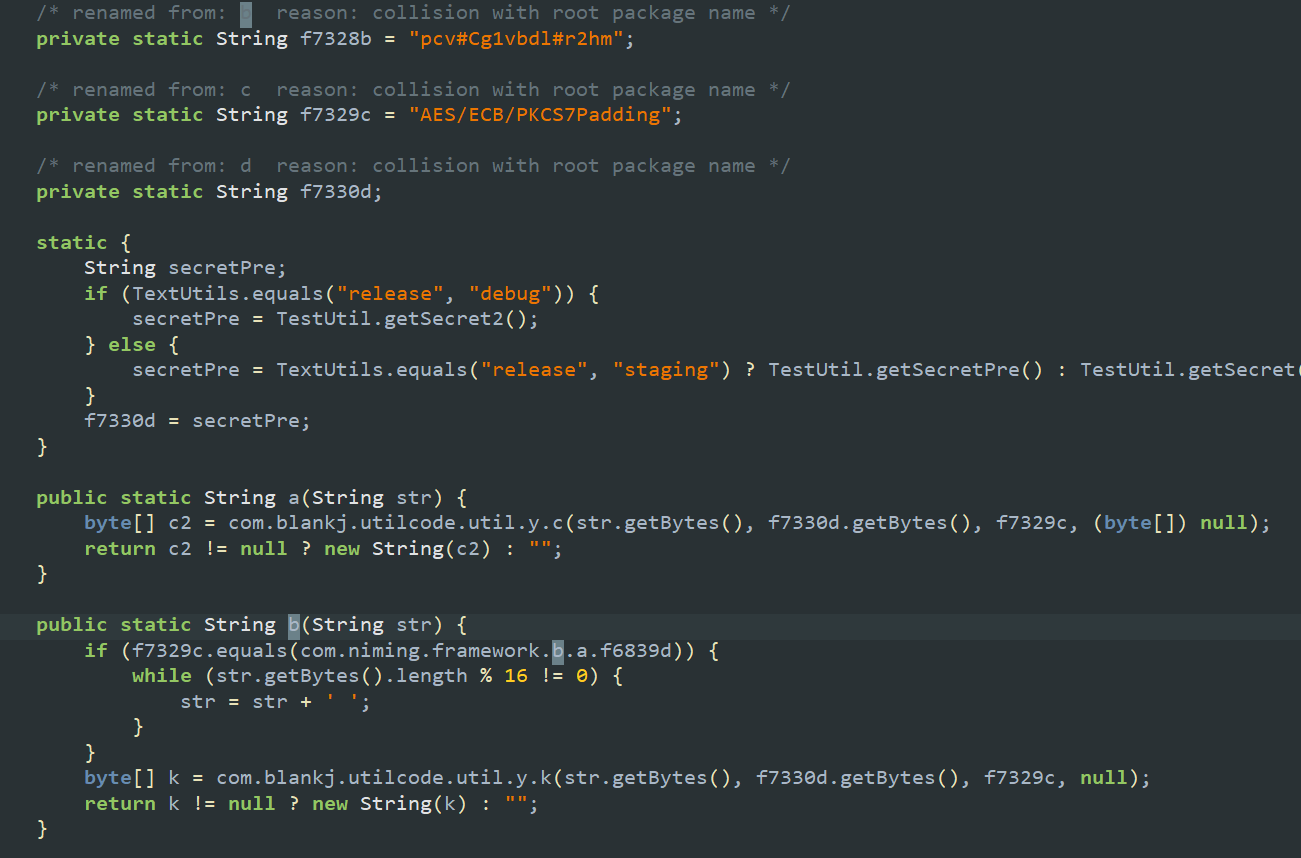 /* renamed from: b  reason: collision with root package name */
private static String f7328b = "pcv#Cg1vbdl#r2hm";
/* renamed from: c  reason: collision with root package name */
private static String f7329c = "AES/ECB/PKCS7Padding";
/* renamed from: d  reason: collision with root package name */
private static String f7330d;
static {
    String secretPre;
    if (TextUtils.equals("release", "debug")) {
        secretPre = TestUtil.getSecret2();
    } else {
        secretPre = TextUtils.equals("release", "staging") ? TestUtil.getSecretPre() : TestUtil.getSecret(
    }
    f7330d = secretPre;
}
public static String a(String str) {
    byte[] c2 = com.blankj.utilcode.util.y.c(str.getBytes(), f7330d.getBytes(), f7329c, (byte[]) null);
    return c2 != null ? new String(c2) : "";
}
public static String b(String str) {
    if (f7329c.equals(com.niming.framework.b.a.f6839d)) {
        while (str.getBytes().length % 16 != 0) {
            str = str + ' ';
        }
    }
    byte[] k = com.blankj.utilcode.util.y.k(str.getBytes(), f7330d.getBytes(), f7329c, null);
    return k != null ? new String(k) : "";
}